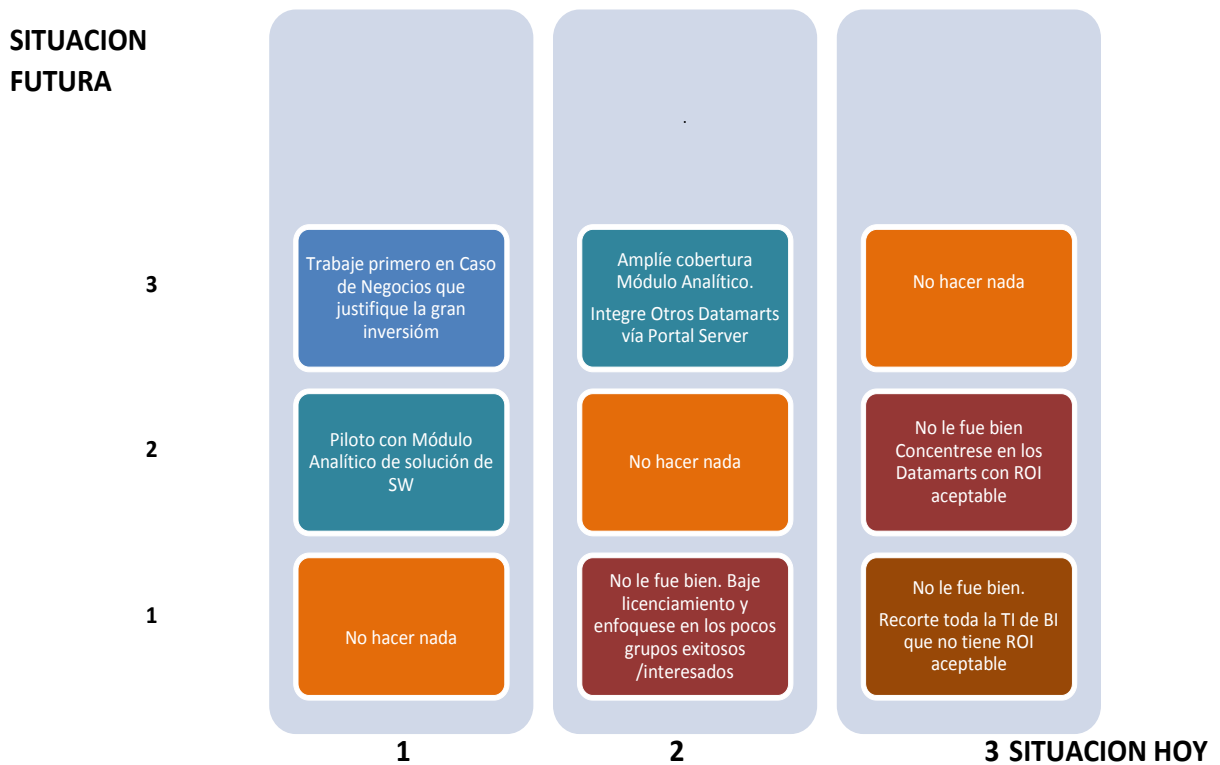 SITUACION
FUTURA
.
3
Trabaje primero en Caso
de Negocios que
justifique la gran
inversióm
Amplíe cobertura
Módulo Analítico.
Integre Otros Datamarts
vía Portal Server
No hacer nada
2
Piloto con Módulo
Analítico de solución de
SW
No hacer nada
No le fue bien
Concentrese en los
Datamarts con ROI
aceptable
1
No hacer nada
No le fue bien. Baje
licenciamiento y
enfoquese en los pocos
grupos exitosos
/interesados
No le fue bien.
Recorte toda la TI de BI
que no tiene ROI
aceptable
1
2
3 SITUACION HOY